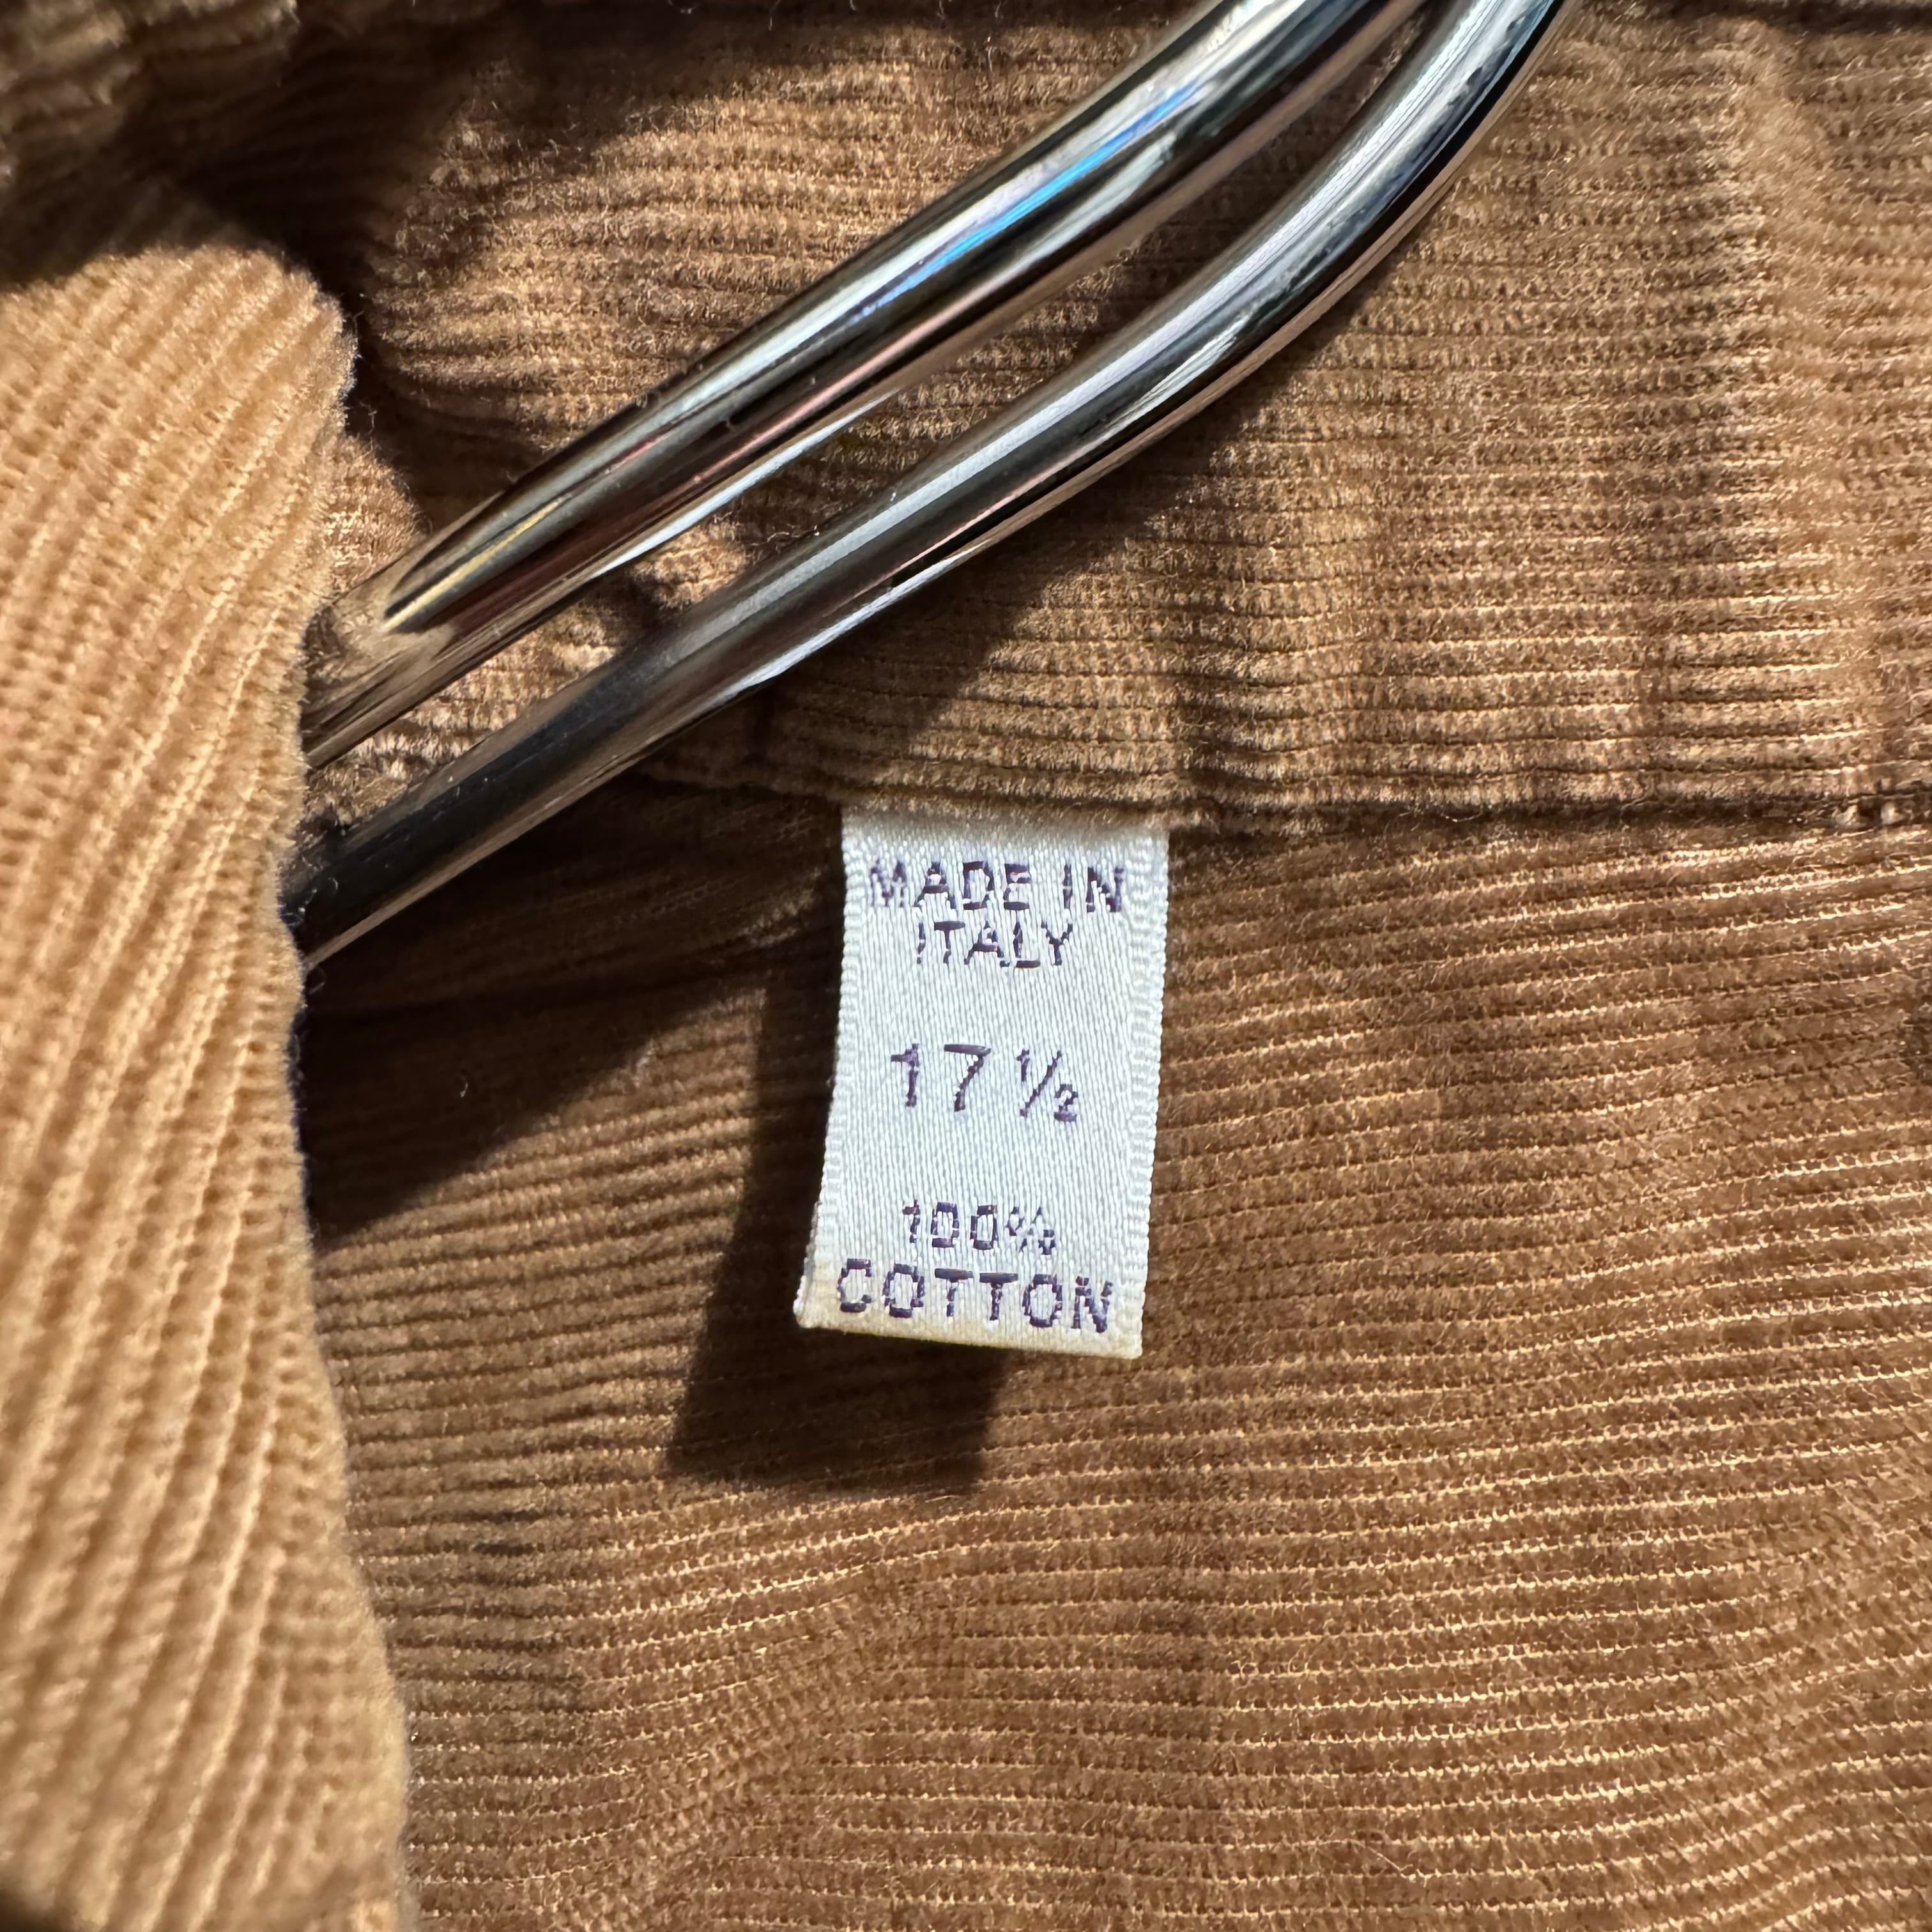 MADE IN
ITALY
17 ½
100%
COTTON